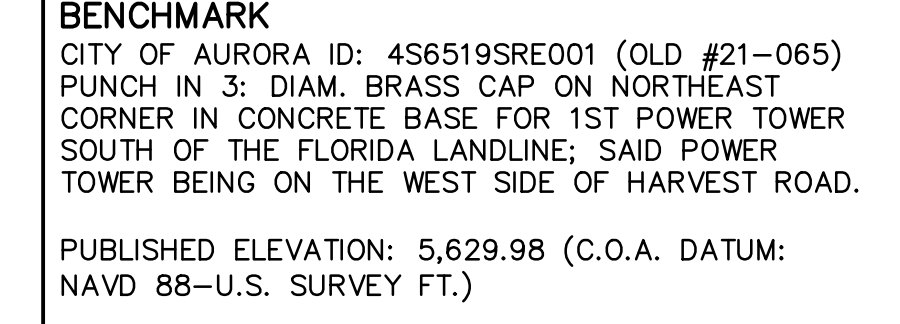 BENCHMARK
CITY OF AURORA ID: 4S6519SRE001 (OLD #21-065)
PUNCH IN 3: DIAM. BRASS CAP ON NORTHEAST
CORNER IN CONCRETE BASE FOR 1ST POWER TOWER
SOUTH OF THE FLORIDA LANDLINE; SAID POWER
TOWER BEING ON THE WEST SIDE OF HARVEST ROAD.
PUBLISHED ELEVATION: 5,629.98 (C.O.A. DATUM:
NAVD 88-U.S. SURVEY FT.)